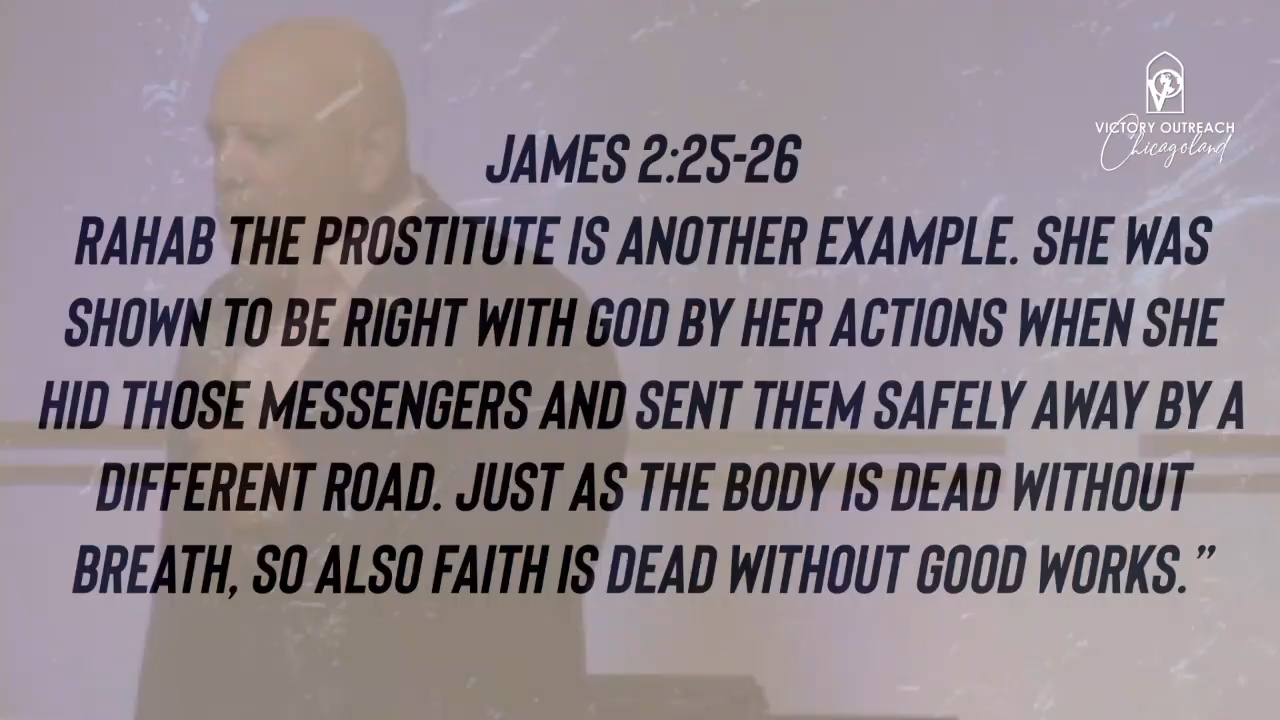 VICTORY OUTREACH
Chicagoland
JAMES 2:25-26
RAHAB THE PROSTITUTE IS ANOTHER EXAMPLE. SHE WAS
SHOWN TO BE RIGHT WITH GOD BY HER ACTIONS WHEN SHE
HID THOSE MESSENGERS AND SENT THEM SAFELY AWAY BY A
DIFFERENT ROAD. JUST AS THE BODY IS DEAD WITHOUT
BREATH, SO ALSO FAITH IS DEAD WITHOUT GOOD WORKS.”